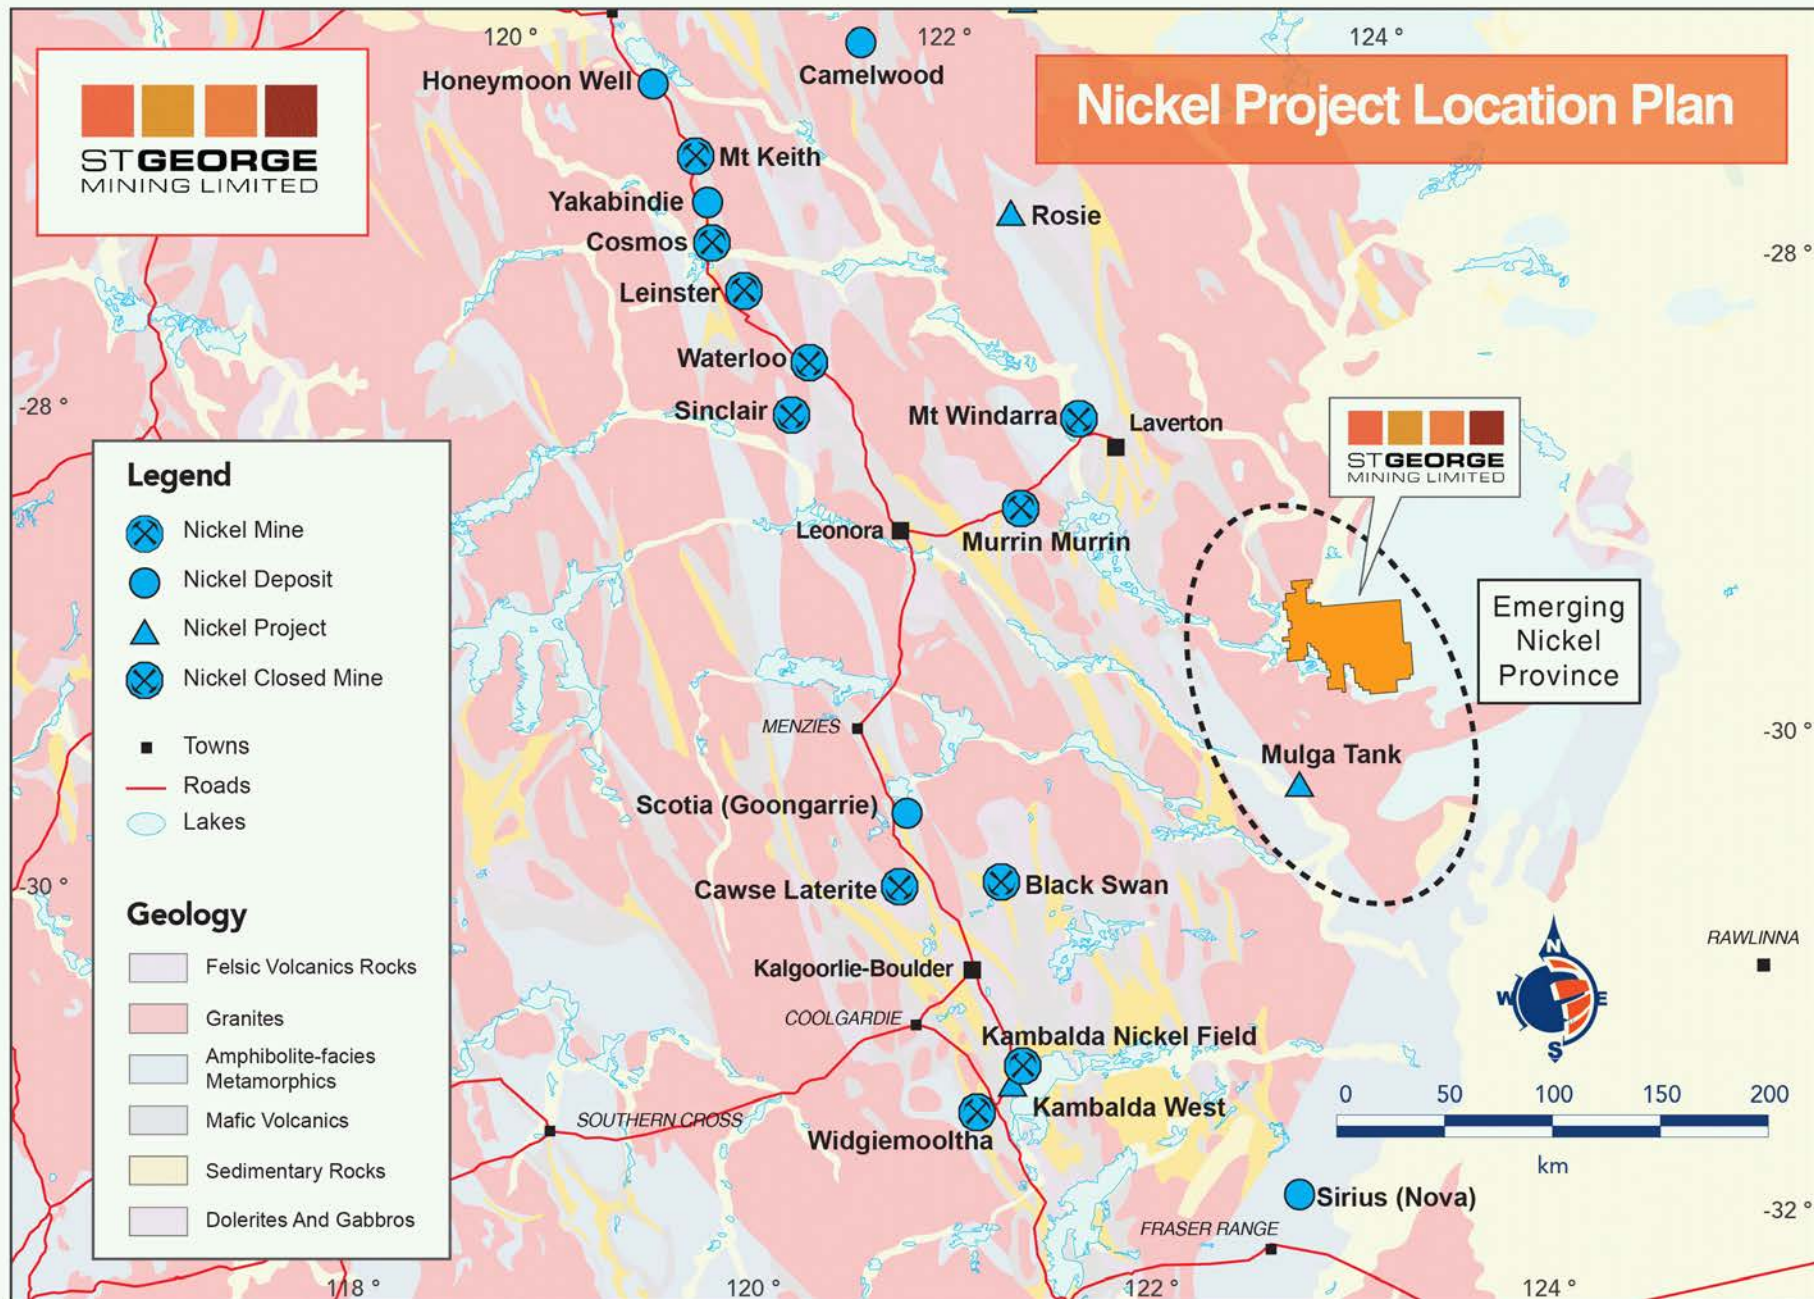 120 °
122 °
124 °
STGEORGE
MINING LIMITED
Nickel Project Location Plan
Honeymoon Well
Camelwood
Mt Keith
Yakabindie
Rosie
Cosmos
-28 °
Leinster
Waterloo
-28 °
Sinclair
Mt Windarra
Laverton
STGEORGE
MINING LIMITED
Leonora
Murrin Murrin
Emerging
Nickel
Province
MENZIES
-30 °
Mulga Tank
Scotia (Goongarrie)
-30 °
Cawse Laterite
Black Swan
RAWLINNA
Kalgoorlie-Boulder
N
W
E
S
COOLGARDIE
Kambalda Nickel Field
Kambalda West
SOUTHERN CROSS
Widgiemooltha
0 50 100 150 200
km
Sirius (Nova)
-32 °
FRASER RANGE
118 °
120 °
122 °
124 °
Legend
Nickel Mine
Nickel Deposit
Nickel Project
Nickel Closed Mine
Towns
Roads
Lakes
Geology
Felsic Volcanics Rocks
Granites
Amphibolite-facies
Metamorphics
Mafic Volcanics
Sedimentary Rocks
Dolerites And Gabbros